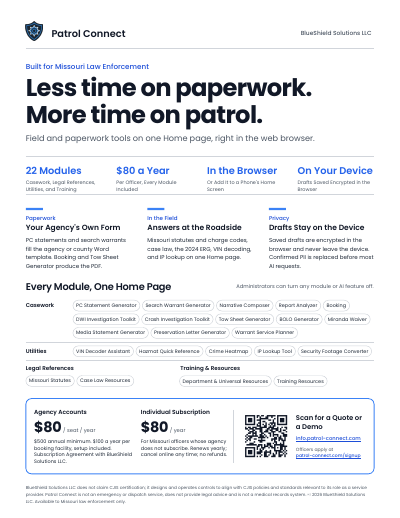 Patrol Connect
BlueShield Solutions LLC
Built for Missouri Law Enforcement
Less time on paperwork.
More time on patrol.
Field and paperwork tools on one Home page, right in the web browser.
22 Modules
Casework, Legal References,
Utilities, and Training
$80 a Year
Per Officer, Every Module
Included
In the Browser
Or Add It to a Phone's Home
Screen
On Your Device
Drafts Saved Encrypted in the
Browser
Paperwork
Your Agency's Own Form
PC statements and search warrants
fill the agency or county Word
template. Booking and Tow Sheet
Generator produce the PDF.
In the Field
Answers at the Roadside
Missouri statutes and charge codes,
case law, the 2024 ERG, VIN decoding,
and IP lookup on one Home page.
Privacy
Drafts Stay on the Device
Saved drafts are encrypted in the
browser and never leave the device.
Confirmed PII is replaced before most
AI requests.
Every Module, One Home Page
Administrators can turn any module or AI feature off.
Casework
PC Statement Generator
Search Warrant Generator
Narrative Composer
Report Analyzer
Booking
DWI Investigation Toolkit
Crash Investigation Toolkit
Tow Sheet Generator
BOLO Generator
Miranda Waiver
Media Statement Generator
Preservation Letter Generator
Warrant Service Planner
Utilities
VIN Decoder Assistant
Hazmat Quick Reference
Crime Heatmap
IP Lookup Tool
Security Footage Converter
Legal References
Missouri Statutes
Case Law Resources
Training & Resources
Department & Universal Resources
Training Resources
Agency Accounts
$80 / seat / year
$500 annual minimum. $100 a year per
booking facility, setup included.
Subscription Agreement with BlueShield
Solutions LLC.
Individual Subscription
$80 / year
For Missouri officers whose agency
does not subscribe. Renews yearly;
cancel online any time; no refunds.
Scan for a Quote or
a Demo
info.patrol-connect.com
Officers apply at
patrol-connect.com/signup
BlueShield Solutions LLC does not claim CJIS certification; it designs and operates controls to align with CJIS policies and standards relevant to its role as a service
provider. Patrol Connect is not an emergency or dispatch service, does not provide legal advice and is not a medical records system. © 2026 BlueShield Solutions
LLC. Available to Missouri law enforcement only.